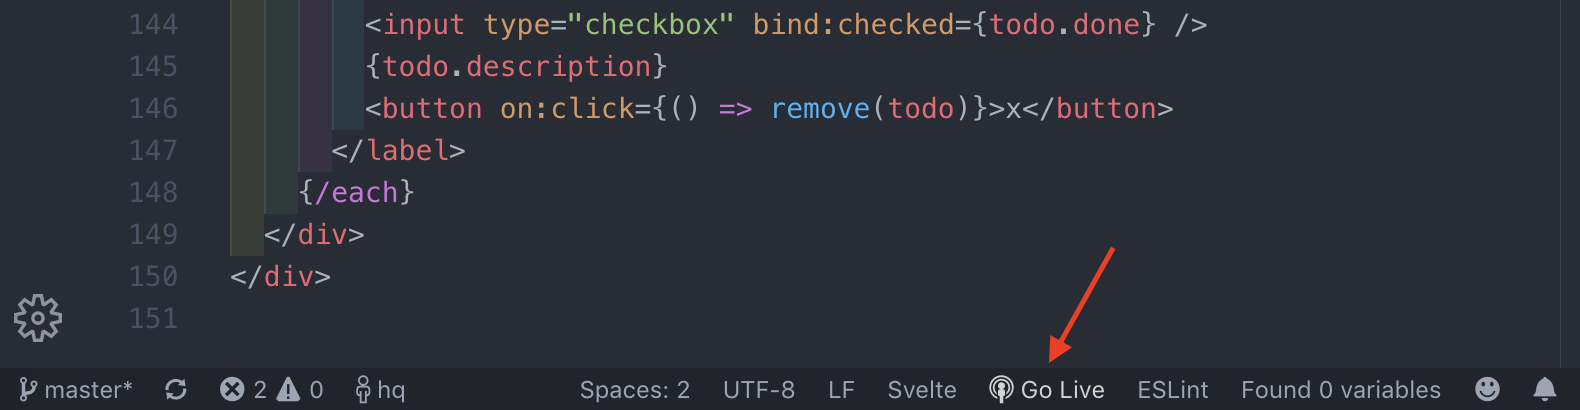 144 <input type="checkbox" bind:checked={todo.done} />
145 {todo.description}
146 <button on:click={() => remove(todo)}>x</button>
147 </label>
148 {/each}
149 </div>
150 </div>
151
master* 2 0 hq Spaces: 2 UTF-8 LF Svelte Go Live ESLint Found 0 variables